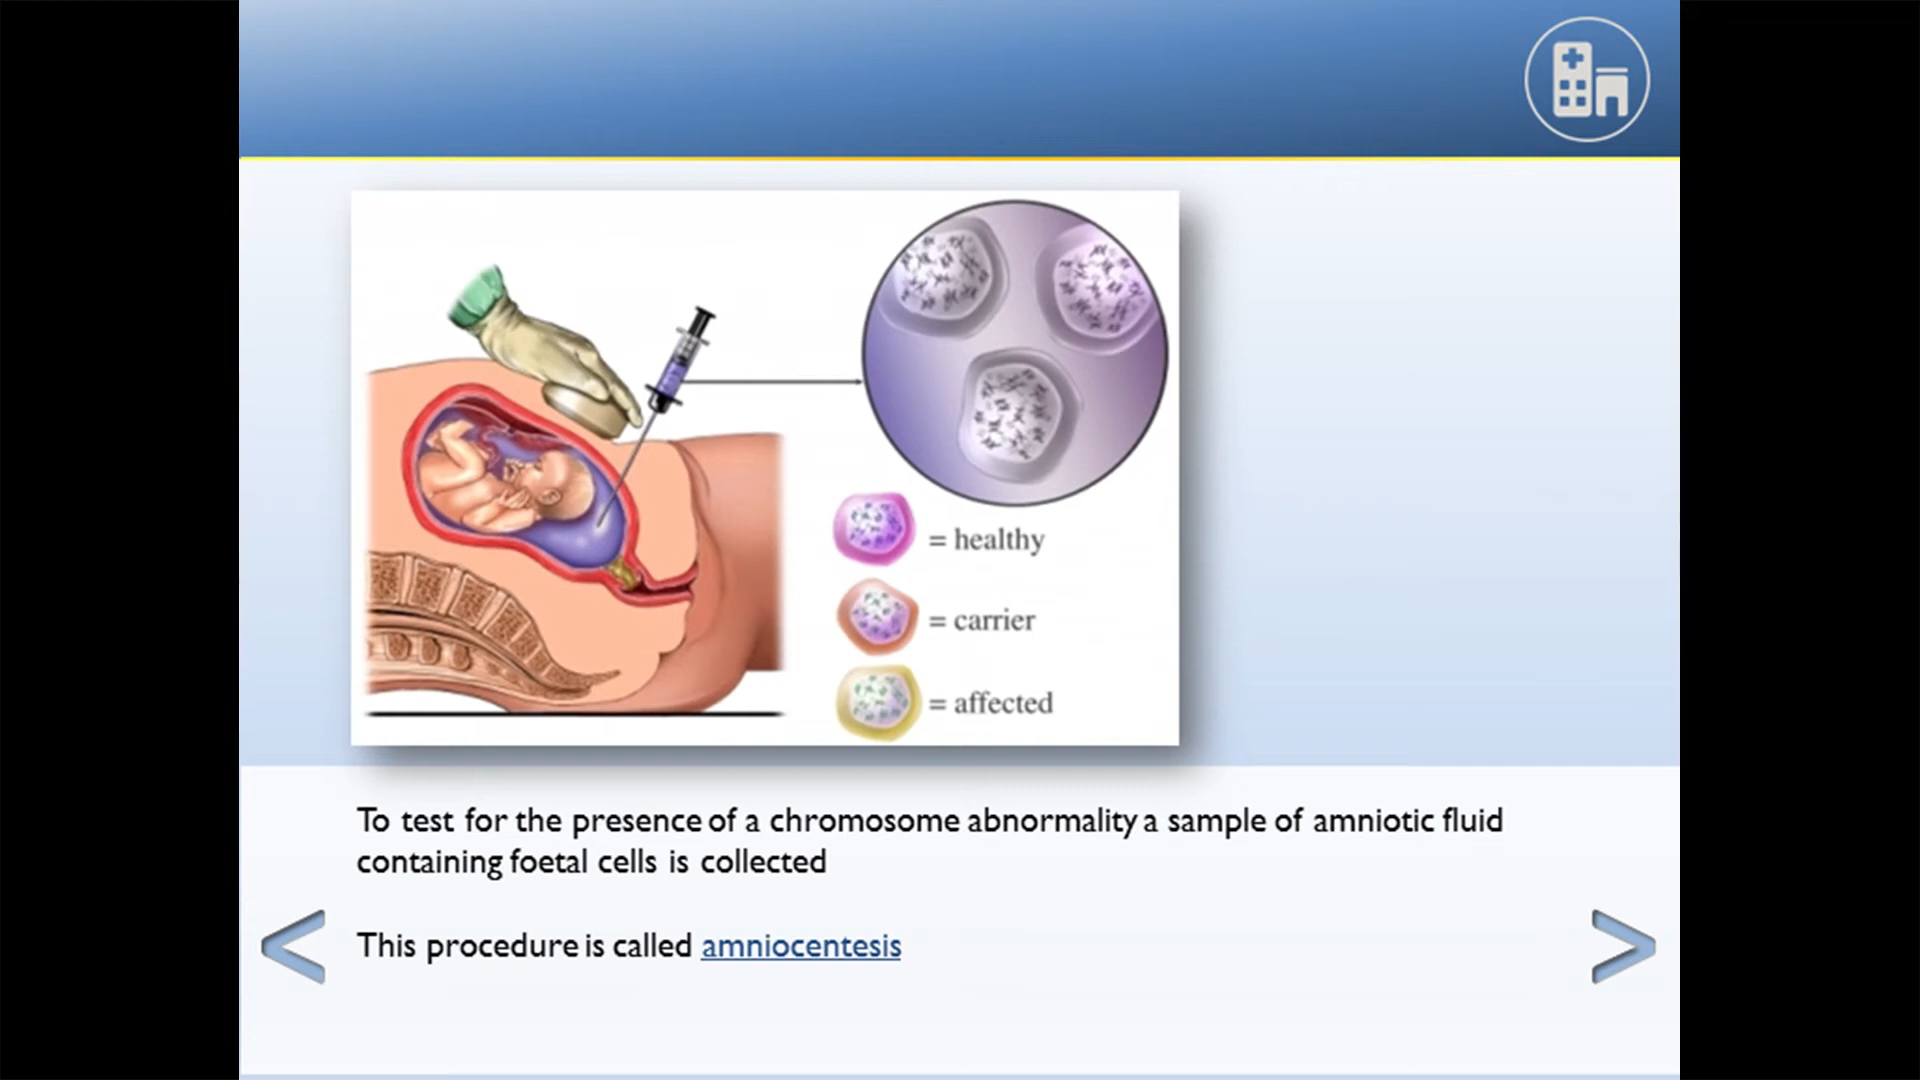 = healthy
= carrier
= affected
To test for the presence of a chromosome abnormality a sample of amniotic fluid
containing foetal cells is collected
This procedure is called amniocentesis